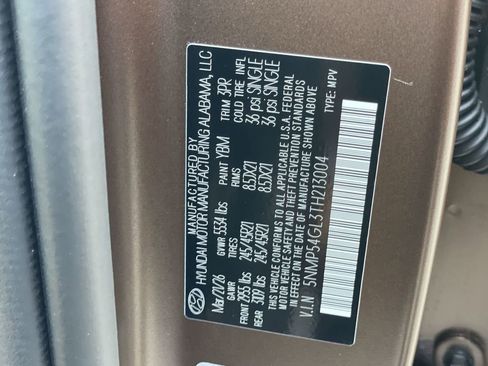 MANUFACTURED BY
HYUNDAI MOTOR MANUFACTURING ALABAMA, LLC
Mar/20/26 GVWR 5534 lbs PAINT YBM TRIM 3PR
GAWR TIRES RIMS COLD TIRE INFL
FRONT 2955 lbs 245/45R21 8.5JX21 36 psi SINGLE
REAR 3109 lbs 245/45R21 8.5JX21 36 psi SINGLE
THIS VEHICLE CONFORMS TO ALL APPLICABLE U.S.A. FEDERAL
MOTOR VEHICLE SAFETY AND THEFT PREVENTION STANDARDS
IN EFFECT ON THE DATE OF MANUFACTURE SHOWN ABOVE
V.I.N 5NMP54GL3TH213004 TYPE: MPV